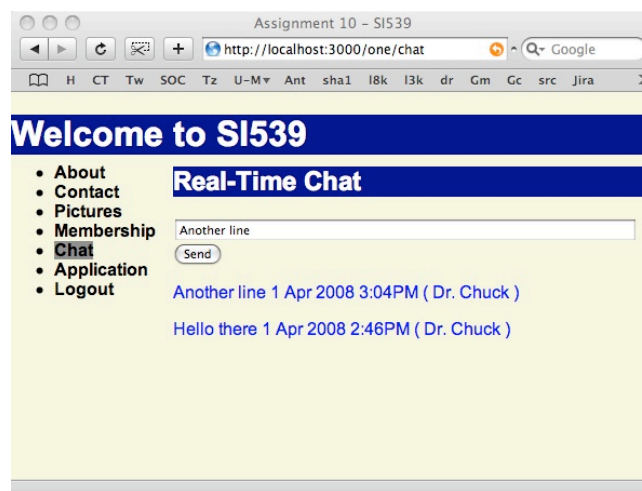 Assignment 10 – SI539
http://localhost:3000/one/chat
Google
H CT Tw SOC Tz U-M▾ Ant sha1 l8k l3k dr Gm Gc src Jira
Welcome to SI539
About
Contact
Pictures
Membership
Chat
Application
Logout
Real-Time Chat
Another line
Send
Another line 1 Apr 2008 3:04PM ( Dr. Chuck )
Hello there 1 Apr 2008 2:46PM ( Dr. Chuck )